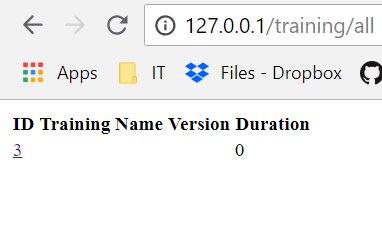 127.0.0.1/training/all
Apps IT Files - Dropbox
ID Training Name Version Duration
3 0